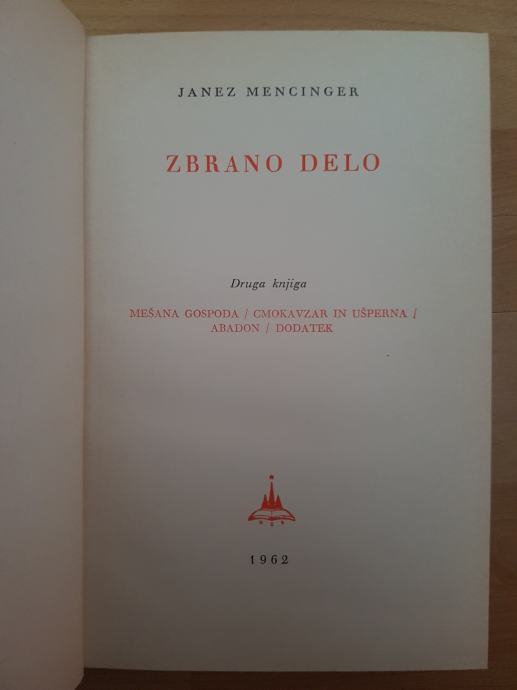 JANEZ MENCINGER
ZBRANO DELO
Druga knjiga
MEŠANA GOSPODA / CMOKAVZAR IN UŠPERNA /
ABADON / DODATEK
1962